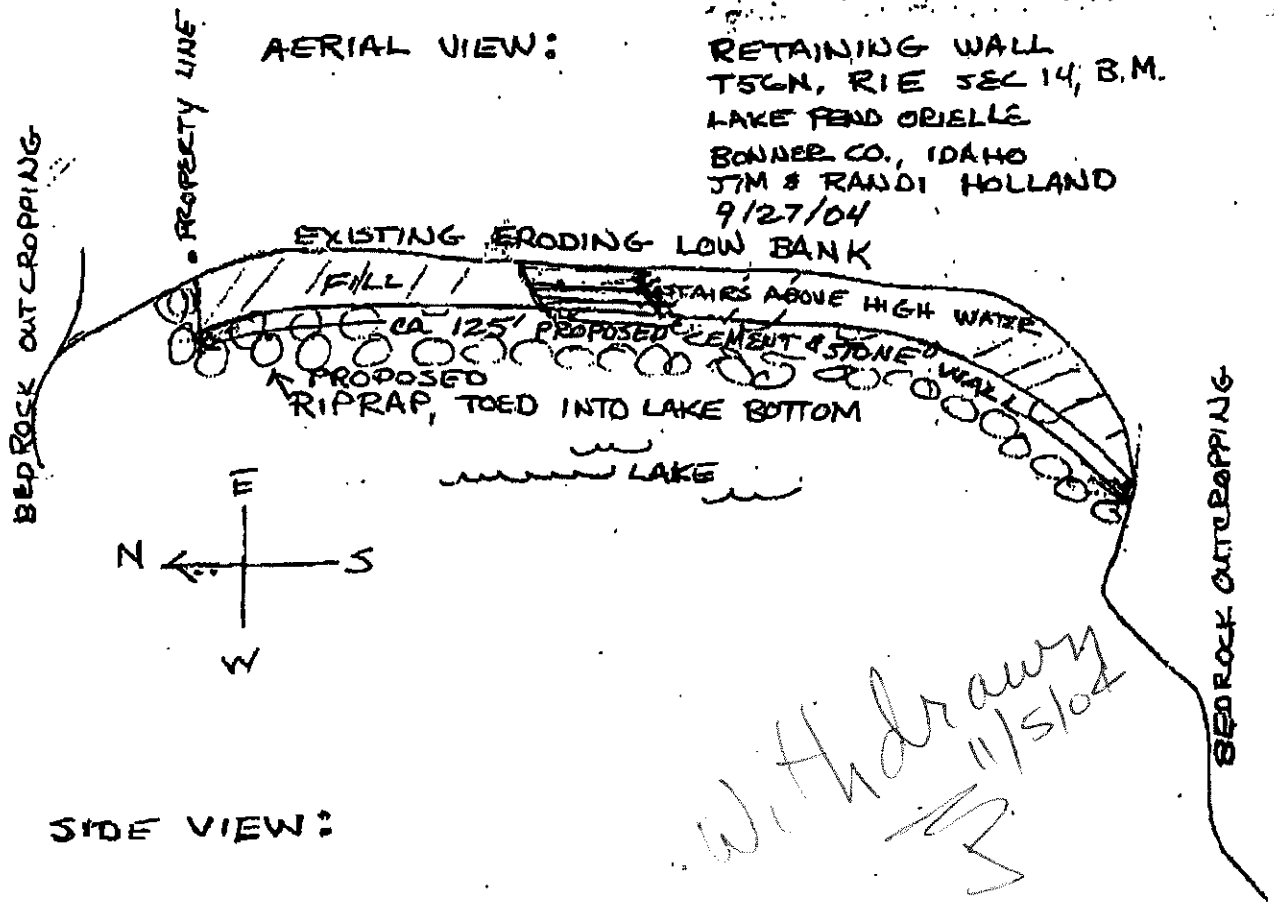 AERIAL VIEW:
RETAINING WALL
T56N, R1E SEC 14, B.M.
LAKE PEND ORIELLE
BONNER CO., IDAHO
JIM & RANDI HOLLAND
9/27/04
BEDROCK OUTCROPPING
PROPERTY LINE
EXISTING ERODING LOW BANK
FILL
STAIRS ABOVE HIGH WATER
CA 125' PROPOSED CEMENT & STONE WALL
PROPOSED
RIPRAP, TOED INTO LAKE BOTTOM
LAKE
E
N
S
W
BEDROCK OUTCROPPING
Withdrawn
11/5/04
SIDE VIEW: